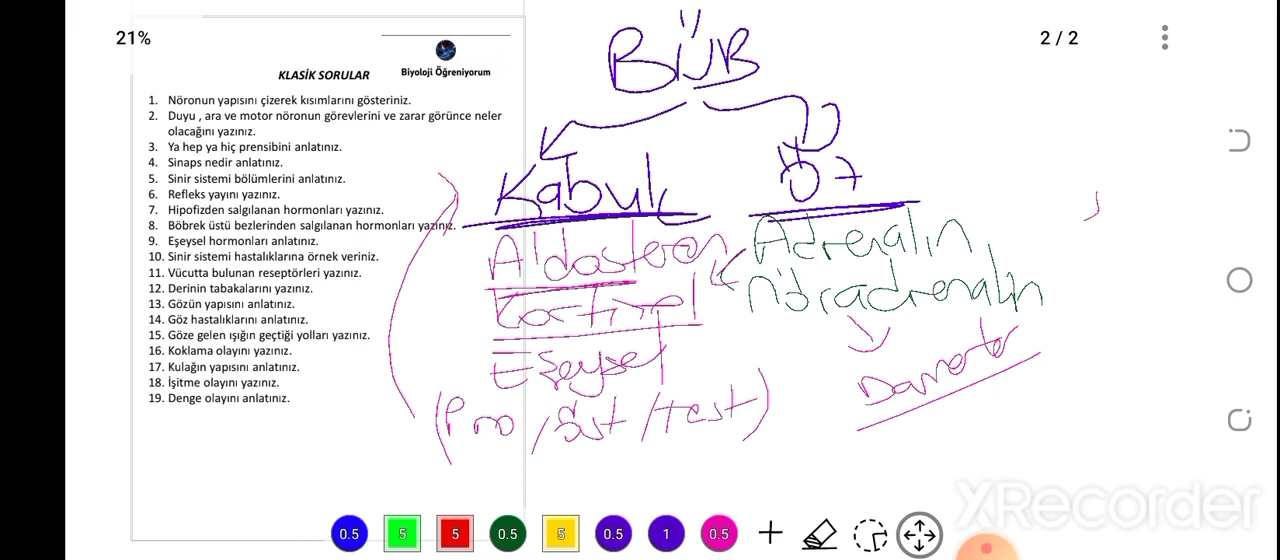 21%
2 / 2
Biyoloji Öğreniyorum
KLASİK SORULAR
1. Nöronun yapısını çizerek kısımlarını gösteriniz.
2. Duyu , ara ve motor nöronun görevlerini ve zarar görünce neler
olacağını yazınız.
3. Ya hep ya hiç prensibini anlatınız.
4. Sinaps nedir anlatınız.
5. Sinir sistemi bölümlerini anlatınız.
6. Refleks yayını yazınız.
7. Hipofizden salgılanan hormonları yazınız.
8. Böbrek üstü bezlerinden salgılanan hormonları yazınız.
9. Eşeysel hormonları anlatınız.
10. Sinir sistemi hastalıklarına örnek veriniz.
11. Vücutta bulunan reseptörleri yazınız.
12. Derinin tabakalarını yazınız.
13. Gözün yapısını anlatınız.
14. Göz hastalıklarını anlatınız.
15. Göze gelen ışığın geçtiği yolları yazınız.
16. Koklama olayını yazınız.
17. Kulağın yapısını anlatınız.
18. İşitme olayını yazınız.
19. Denge olayını anlatınız.
BÜB
Kabuk
Öz
Aldosteron
Kortizol
Eşeysel
(Pro / öst / test)
Adrenalin
Nöradrenalin
0.5
5
5
0.5
5
0.5
1
0.5
XRecorder